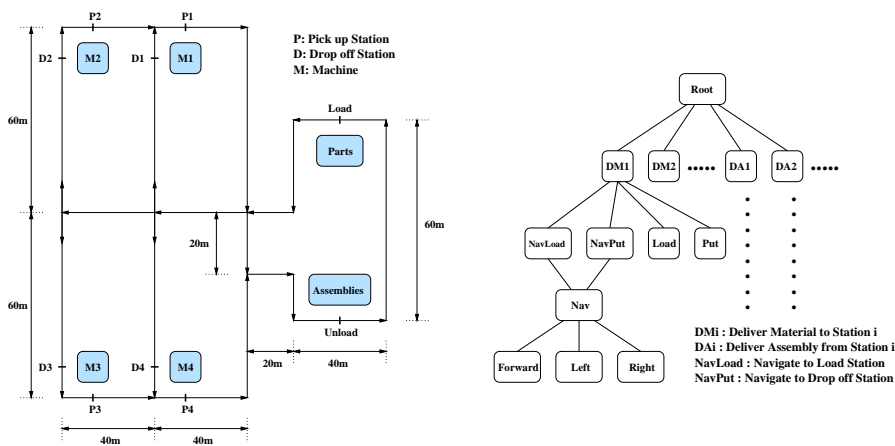 P2
P1
P: Pick up Station
D: Drop off Station
M: Machine
D2
M2
D1
M1
Load
Parts
60m
60m
20m
60m
Assemblies
Unload
D3
M3
D4
M4
20m
40m
P3
P4
40m
40m
Root
DM1
DM2
DA1
DA2
NavLoad
NavPut
Load
Put
Nav
Forward
Left
Right
DMi : Deliver Material to Station i
DAi : Deliver Assembly from Station i
NavLoad : Navigate to Load Station
NavPut : Navigate to Drop off Station